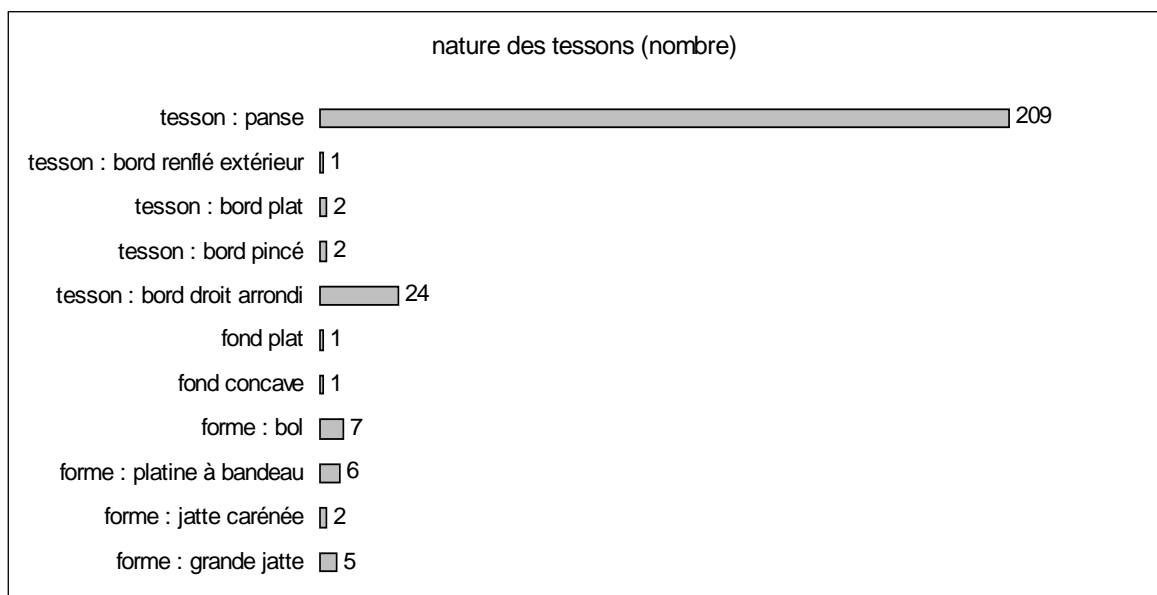 nature des tessons (nombre)
tesson : panse 209
tesson : bord renflé extérieur 1
tesson : bord plat 2
tesson : bord pincé 2
tesson : bord droit arrondi 24
fond plat 1
fond concave 1
forme : bol 7
forme : platine à bandeau 6
forme : jatte carénée 2
forme : grande jatte 5